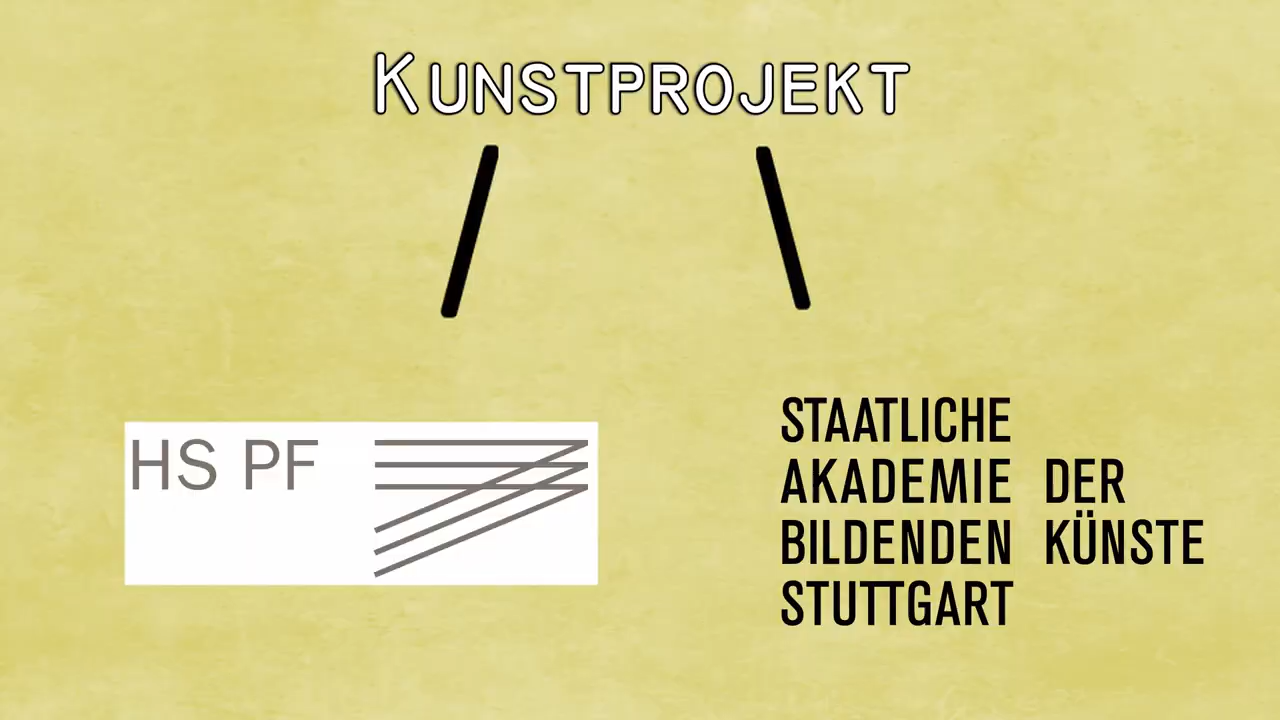 KUNSTPROJEKT
HS PF
STAATLICHE
AKADEMIE DER
BILDENDEN KÜNSTE
STUTTGART